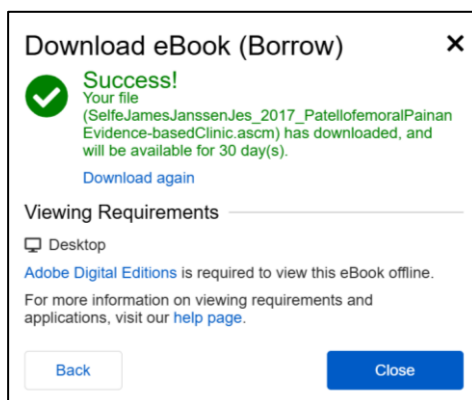 Download eBook (Borrow)
Success!
Your file
(SelfeJamesJanssenJes_2017_PatellofemoralPainan
Evidence-basedClinic.ascm) has downloaded, and
will be available for 30 day(s).
Download again
Viewing Requirements
Desktop
Adobe Digital Editions is required to view this eBook offline.
For more information on viewing requirements and
applications, visit our help page.
Back
Close